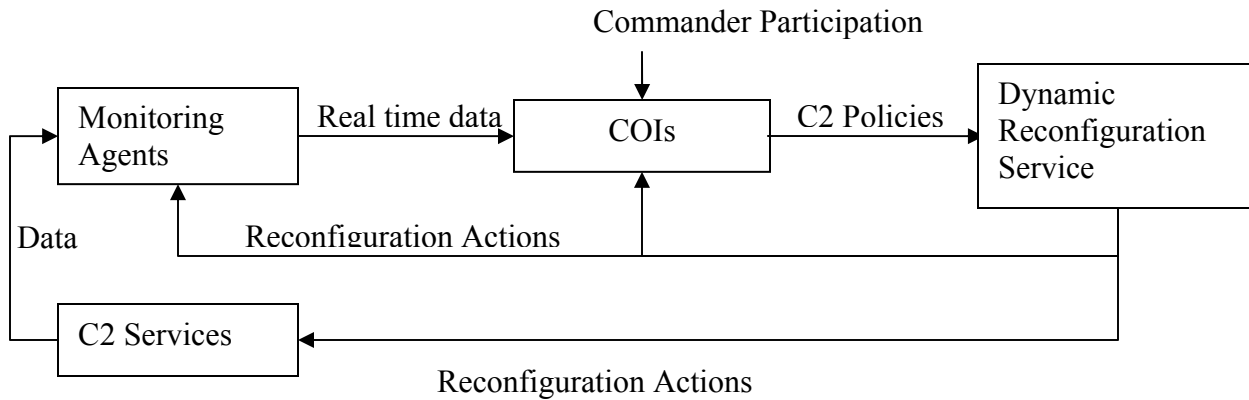 Commander Participation
Monitoring
Agents
Real time data
COIs
C2 Policies
Dynamic
Reconfiguration
Service
Data
Reconfiguration Actions
C2 Services
Reconfiguration Actions